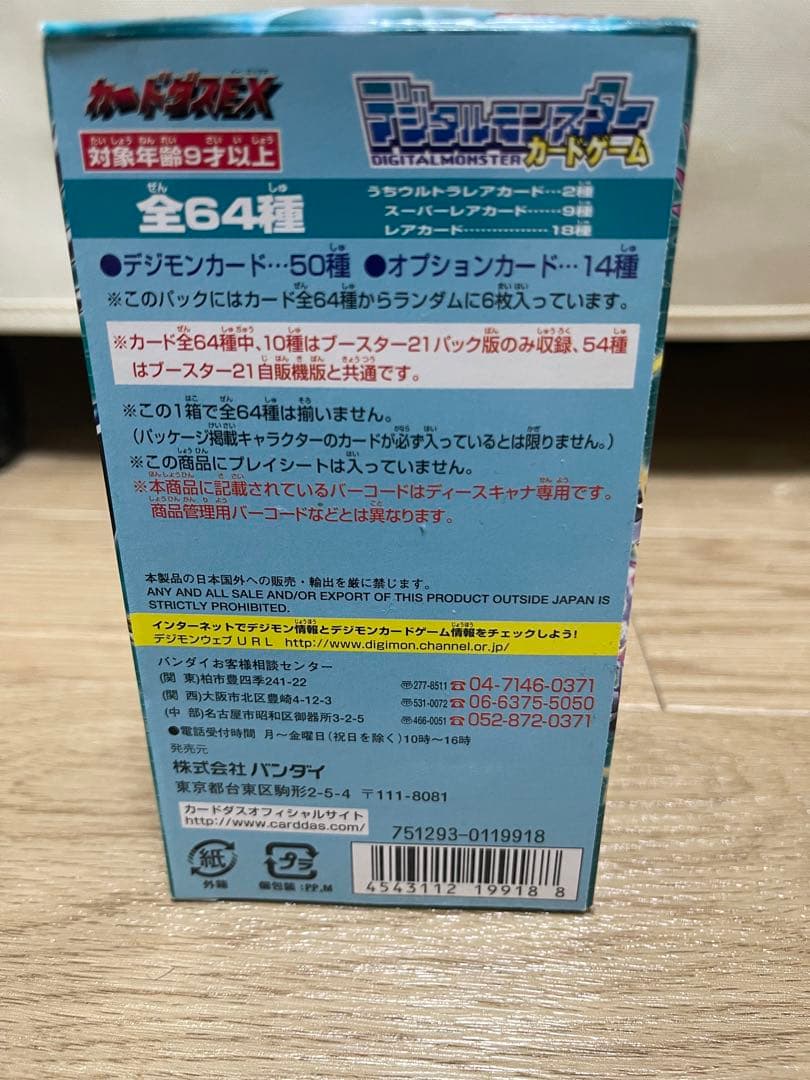 カードダスEX
対象年齢9才以上
デジタルモンスター
DIGITALMONSTER カードゲーム
全64種
うちウルトラレアカード…2種
スーパーレアカード……9種
レアカード……………18種
●デジモンカード…50種 ●オプションカード…14種
※このパックにはカード全64種からランダムに6枚入っています。
※カード全64種中、10種はブースター21パック版のみ収録、54種
はブースター21自販機版と共通です。
※この1箱で全64種は揃いません。
(パッケージ掲載キャラクターのカードが必ず入っているとは限りません。)
※この商品にプレイシートは入っていません。
※本商品に記載されているバーコードはディースキャナ専用です。
商品管理用バーコードなどとは異なります。
本製品の日本国外への販売・輸出を厳に禁じます。
ANY AND ALL SALE AND/OR EXPORT OF THIS PRODUCT OUTSIDE JAPAN IS
STRICTLY PROHIBITED.
インターネットでデジモン情報とデジモンカードゲーム情報をチェックしよう!
デジモンウェブURL http://www.digimon.channel.or.jp/
バンダイお客様相談センター
(関 東)柏市豊四季241-22 〒277-8511 ☎04-7146-0371
(関 西)大阪市北区豊崎4-12-3 〒531-0072 ☎06-6375-5050
(中 部)名古屋市昭和区御器所3-2-5 〒466-0051 ☎052-872-0371
●電話受付時間 月〜金曜日(祝日を除く)10時〜16時
発売元
株式会社バンダイ
東京都台東区駒形2-5-4 〒111-8081
カードダスオフィシャルサイト
http://www.carddas.com/
751293-0119918
紙
外箱
プラ
個包装:PP,M
4543112 199188